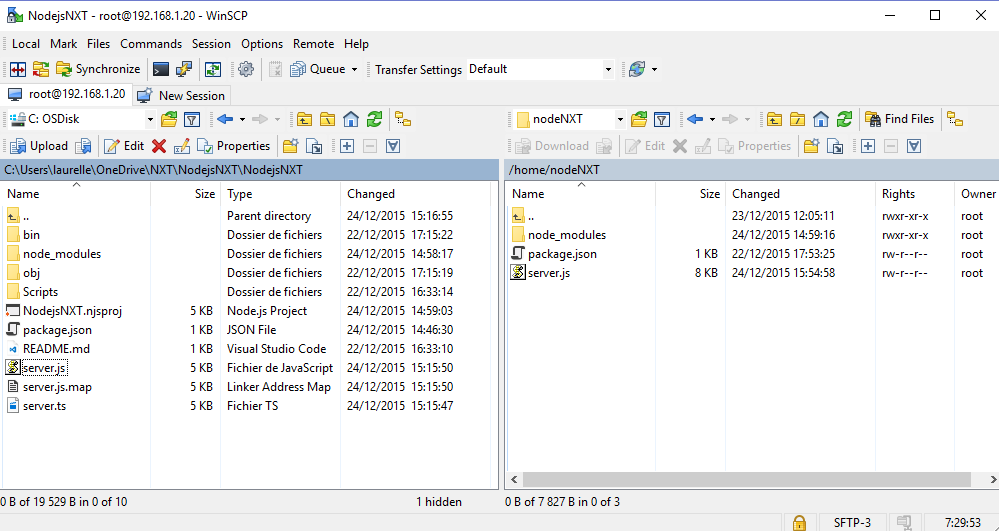 NodejsNXT - root@192.168.1.20 - WinSCP
Local Mark Files Commands Session Options Remote Help
Synchronize Queue Transfer Settings Default
root@192.168.1.20 New Session
C: OSDisk nodeNXT Find Files
Upload Edit Properties Download Edit Properties
C:\Users\laurelle\OneDrive\NXT\NodejsNXT\NodejsNXT /home/nodeNXT
Name Size Type Changed Name Size Changed Rights Owner
.. Parent directory 24/12/2015 15:16:55 .. 23/12/2015 12:05:11 rwxr-xr-x root
bin Dossier de fichiers 22/12/2015 17:15:22 node_modules 24/12/2015 14:59:16 rwxr-xr-x root
node_modules Dossier de fichiers 24/12/2015 14:58:17 package.json 1 KB 22/12/2015 17:53:25 rw-r--r-- root
obj Dossier de fichiers 22/12/2015 17:15:19 server.js 8 KB 24/12/2015 15:54:58 rw-r--r-- root
Scripts Dossier de fichiers 22/12/2015 16:33:14
NodejsNXT.njsproj 5 KB Node.js Project 24/12/2015 14:59:03
package.json 1 KB JSON File 24/12/2015 14:46:30
README.md 1 KB Visual Studio Code 22/12/2015 16:33:10
server.js 5 KB Fichier de JavaScript 24/12/2015 15:15:50
server.js.map 5 KB Linker Address Map 24/12/2015 15:15:50
server.ts 5 KB Fichier TS 24/12/2015 15:15:47
0 B of 19 529 B in 0 of 10 1 hidden 0 B of 7 827 B in 0 of 3
SFTP-3 7:29:53